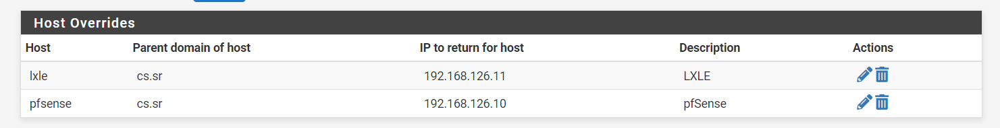 Host Overrides
Host Parent domain of host IP to return for host Description Actions
lxle cs.sr 192.168.126.11 LXLE
pfsense cs.sr 192.168.126.10 pfSense